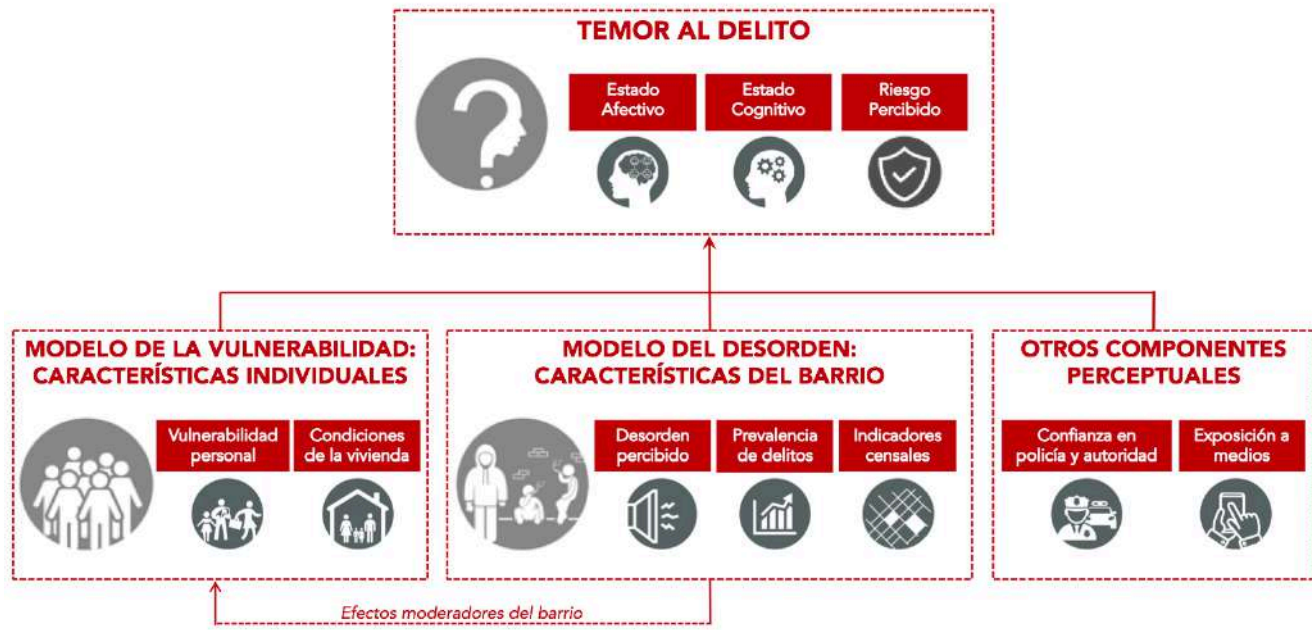 TEMOR AL DELITO
Estado
Afectivo
Estado
Cognitivo
Riesgo
Percibido
MODELO DE LA VULNERABILIDAD:
CARACTERÍSTICAS INDIVIDUALES
Vulnerabilidad
personal
Condiciones
de la vivienda
MODELO DEL DESORDEN:
CARACTERÍSTICAS DEL BARRIO
Desorden
percibido
Prevalencia
de delitos
Indicadores
censales
OTROS COMPONENTES
PERCEPTUALES
Confianza en
policía y autoridad
Exposición a
medios
Efectos moderadores del barrio